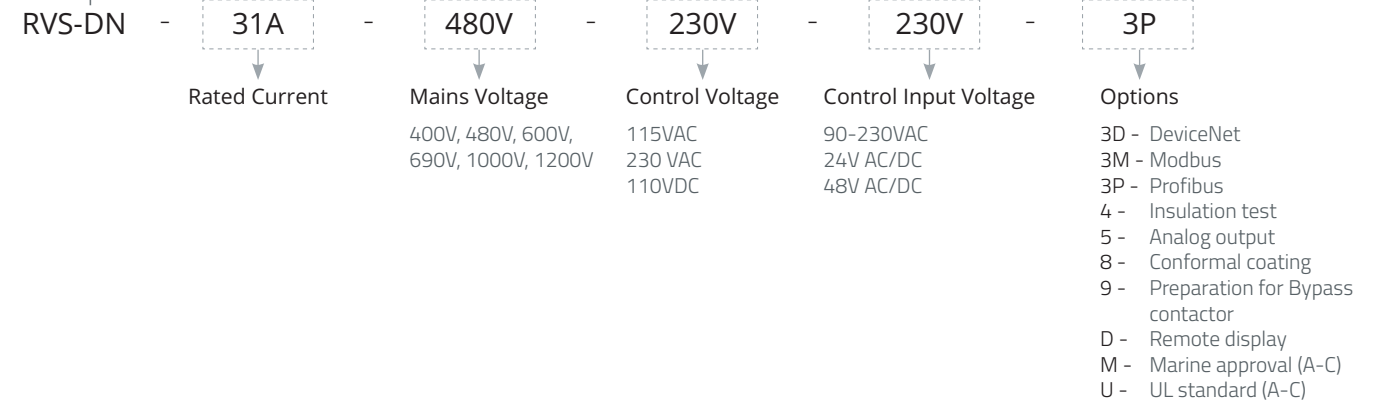 RVS-DN - 31A - 480V - 230V - 230V - 3P
Rated Current
Mains Voltage
400V, 480V, 600V,
690V, 1000V, 1200V
Control Voltage
115VAC
230 VAC
110VDC
Control Input Voltage
90-230VAC
24V AC/DC
48V AC/DC
Options
3D - DeviceNet
3M - Modbus
3P - Profibus
4 - Insulation test
5 - Analog output
8 - Conformal coating
9 - Preparation for Bypass
contactor
D - Remote display
M - Marine approval (A-C)
U - UL standard (A-C)